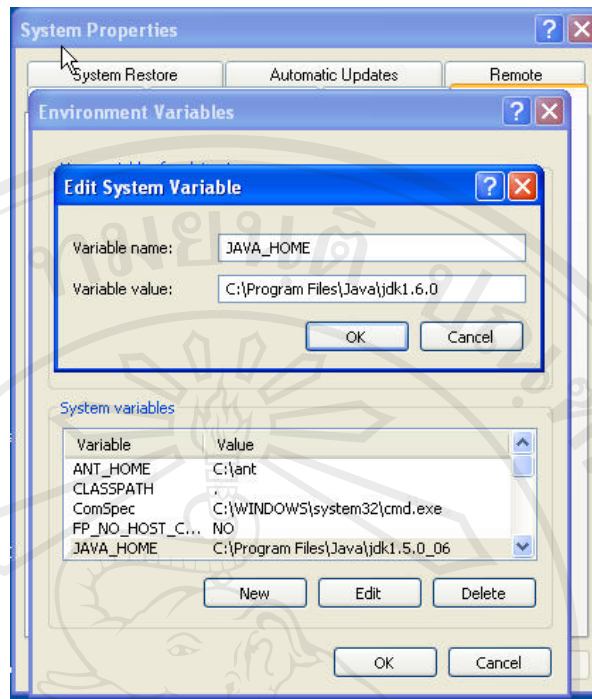 System Properties
System Restore Automatic Updates Remote
Environment Variables
Edit System Variable
Variable name: JAVA_HOME
Variable value: C:\Program Files\Java\jdk1.6.0
OK Cancel
System variables
Variable Value
ANT_HOME C:\ant
CLASSPATH .
ComSpec C:\WINDOWS\system32\cmd.exe
FP_NO_HOST_C... NO
JAVA_HOME C:\Program Files\Java\jdk1.5.0_06
New Edit Delete
OK Cancel